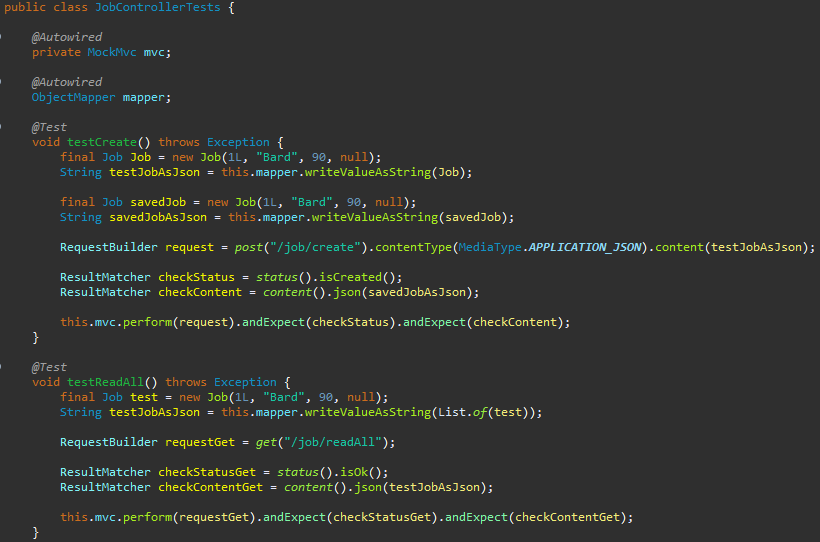 public class JobControllerTests {
@Autowired
private MockMvc mvc;
@Autowired
ObjectMapper mapper;
@Test
void testCreate() throws Exception {
final Job Job = new Job(1L, "Bard", 90, null);
String testJobAsJson = this.mapper.writeValueAsString(Job);
final Job savedJob = new Job(1L, "Bard", 90, null);
String savedJobAsJson = this.mapper.writeValueAsString(savedJob);
RequestBuilder request = post("/job/create").contentType(MediaType.APPLICATION_JSON).content(testJobAsJson);
ResultMatcher checkStatus = status().isCreated();
ResultMatcher checkContent = content().json(savedJobAsJson);
this.mvc.perform(request).andExpect(checkStatus).andExpect(checkContent);
}
@Test
void testReadAll() throws Exception {
final Job test = new Job(1L, "Bard", 90, null);
String testJobAsJson = this.mapper.writeValueAsString(List.of(test));
RequestBuilder requestGet = get("/job/readAll");
ResultMatcher checkStatusGet = status().isOk();
ResultMatcher checkContentGet = content().json(testJobAsJson);
this.mvc.perform(requestGet).andExpect(checkStatusGet).andExpect(checkContentGet);
}